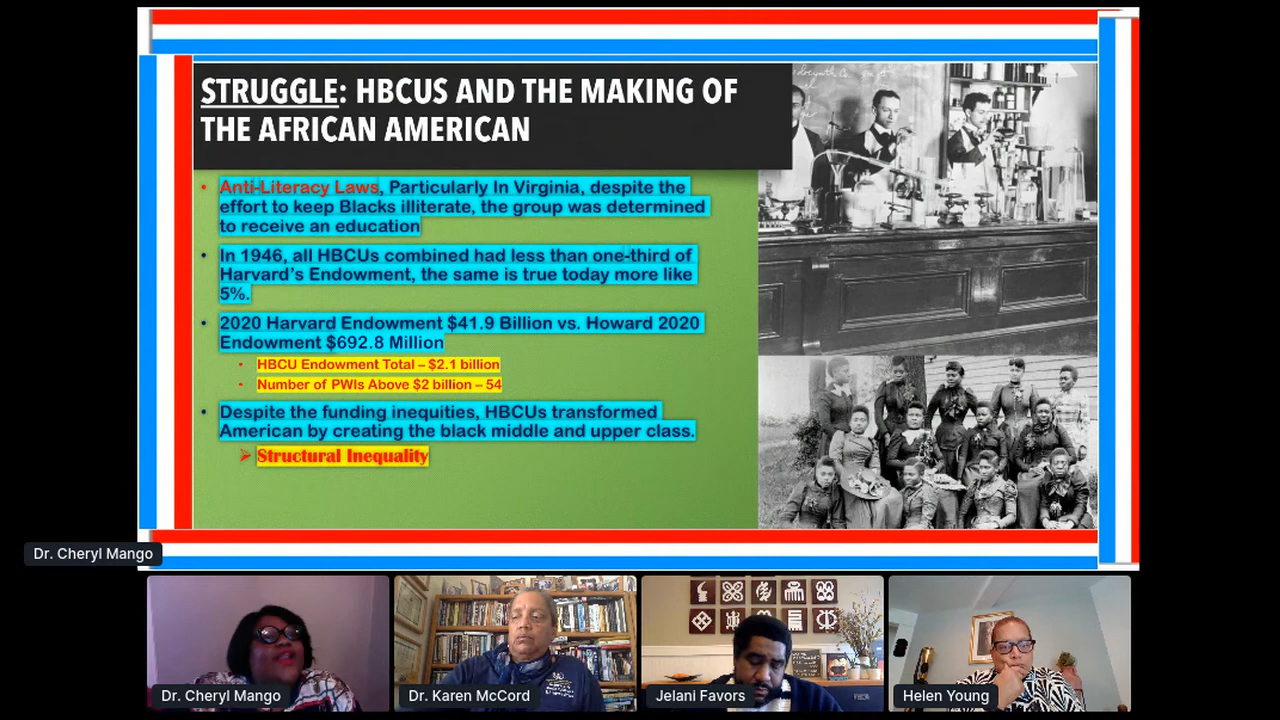 STRUGGLE: HBCUS AND THE MAKING OF
THE AFRICAN AMERICAN
• Anti-Literacy Laws, Particularly In Virginia, despite the
effort to keep Blacks illiterate, the group was determined
to receive an education
• In 1946, all HBCUs combined had less than one-third of
Harvard's Endowment, the same is true today more like
5%.
• 2020 Harvard Endowment $41.9 Billion vs. Howard 2020
Endowment $692.8 Million
• HBCU Endowment Total – $2.1 billion
• Number of PWIs Above $2 billion – 54
• Despite the funding inequities, HBCUs transformed
American by creating the black middle and upper class.
➢ Structural Inequality
Dr. Cheryl Mango
Dr. Cheryl Mango
Dr. Karen McCord
Jelani Favors
Helen Young